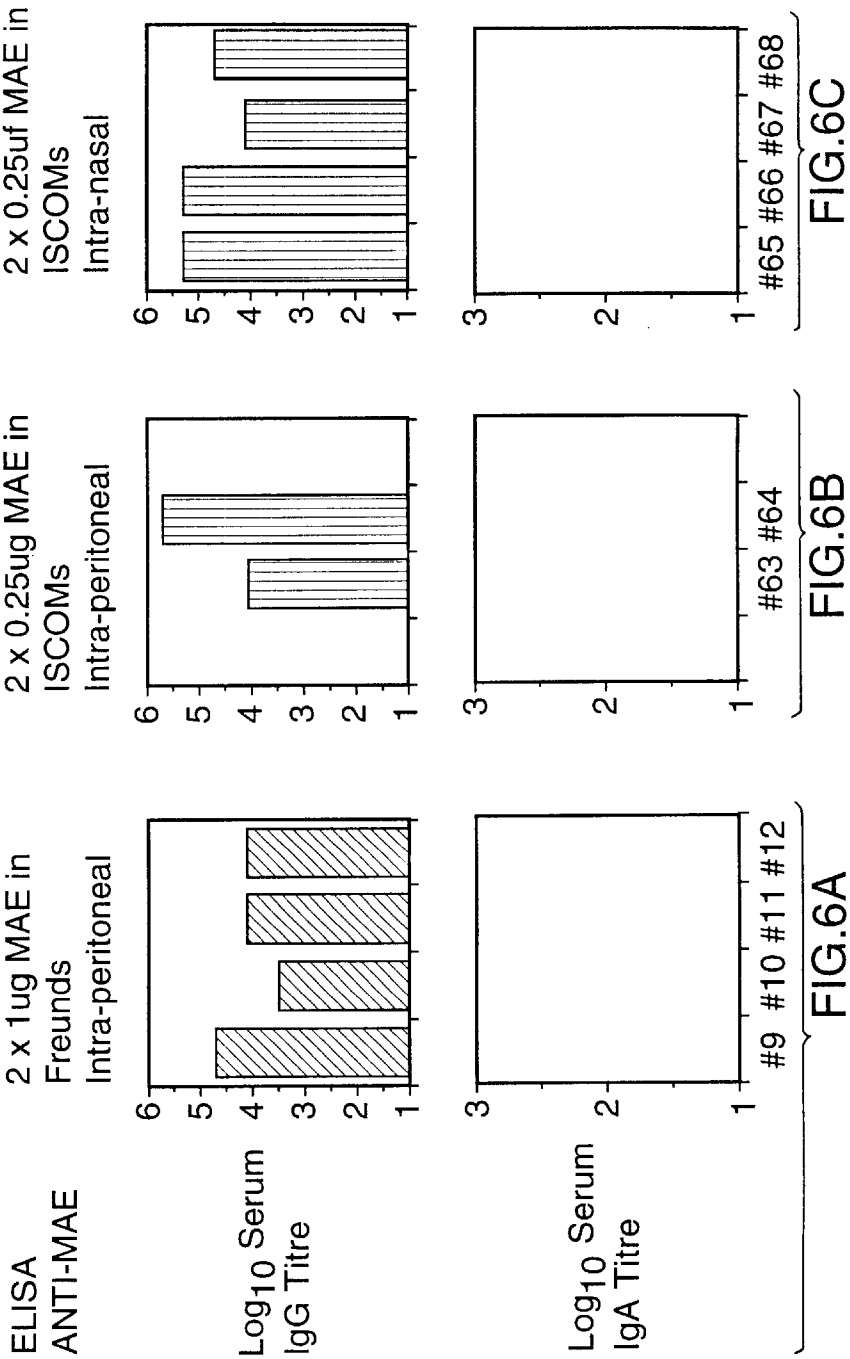 ELISA
ANTI-MAE
2 x 1ug MAE in
Freunds
Intra-peritoneal
2 x 0.25ug MAE in
ISCOMs
Intra-peritoneal
2 x 0.25uf MAE in
ISCOMs
Intra-nasal
Log10 Serum
IgG Titre
6
5
4
3
2
1
6
5
4
3
2
1
6
5
4
3
2
1
Log10 Serum
IgA Titre
3
2
1
3
2
1
3
2
1
#9 #10 #11 #12
#63 #64
#65 #66 #67 #68
FIG.6A
FIG.6B
FIG.6C